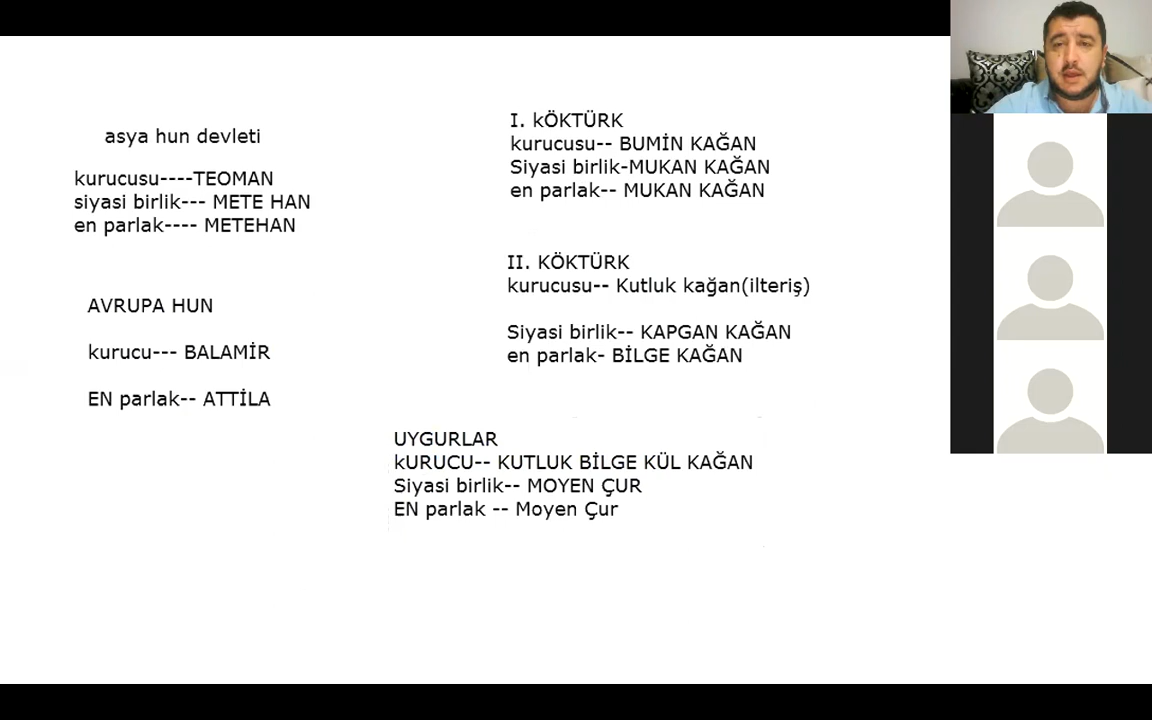 asya hun devleti
kurucusu----TEOMAN
siyasi birlik--- METE HAN
en parlak---- METEHAN
AVRUPA HUN
kurucu--- BALAMİR
EN parlak-- ATTİLA
I. kÖKTÜRK
kurucusu-- BUMİN KAĞAN
Siyasi birlik-MUKAN KAĞAN
en parlak-- MUKAN KAĞAN
II. KÖKTÜRK
kurucusu-- Kutluk kağan(ilteriş)
Siyasi birlik-- KAPGAN KAĞAN
en parlak- BİLGE KAĞAN
UYGURLAR
kURUCU-- KUTLUK BİLGE KÜL KAĞAN
Siyasi birlik-- MOYEN ÇUR
EN parlak -- Moyen Çur